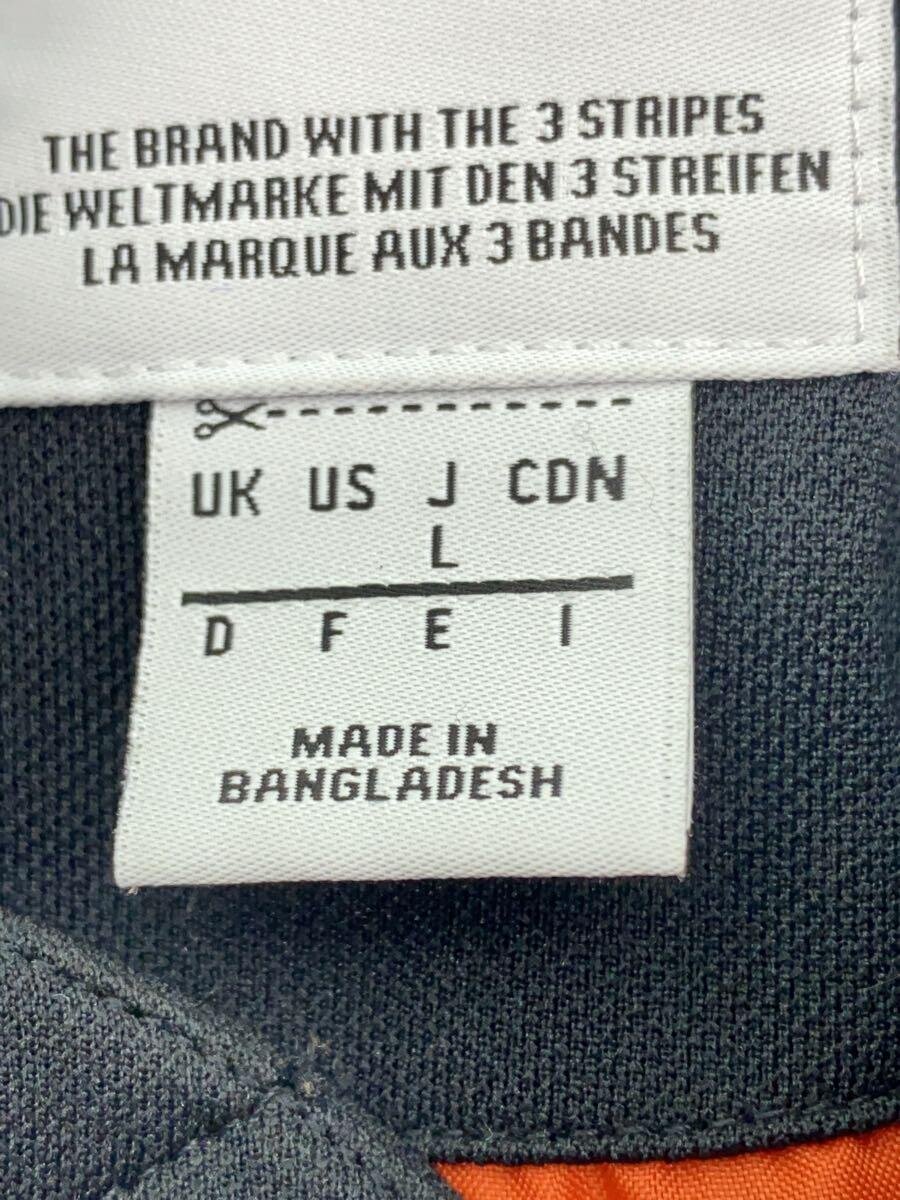 THE BRAND WITH THE 3 STRIPES
DIE WELTMARKE MIT DEN 3 STREIFEN
LA MARQUE AUX 3 BANDES
UK US J CDN
L
D F E I
MADE IN
BANGLADESH